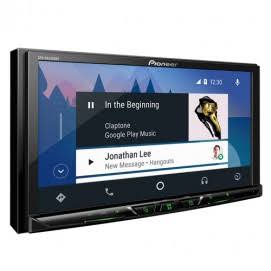 Pioneer
12:30
In the Beginning
Claptone
Google Play Music
Jonathan Lee
New Message • Hangouts